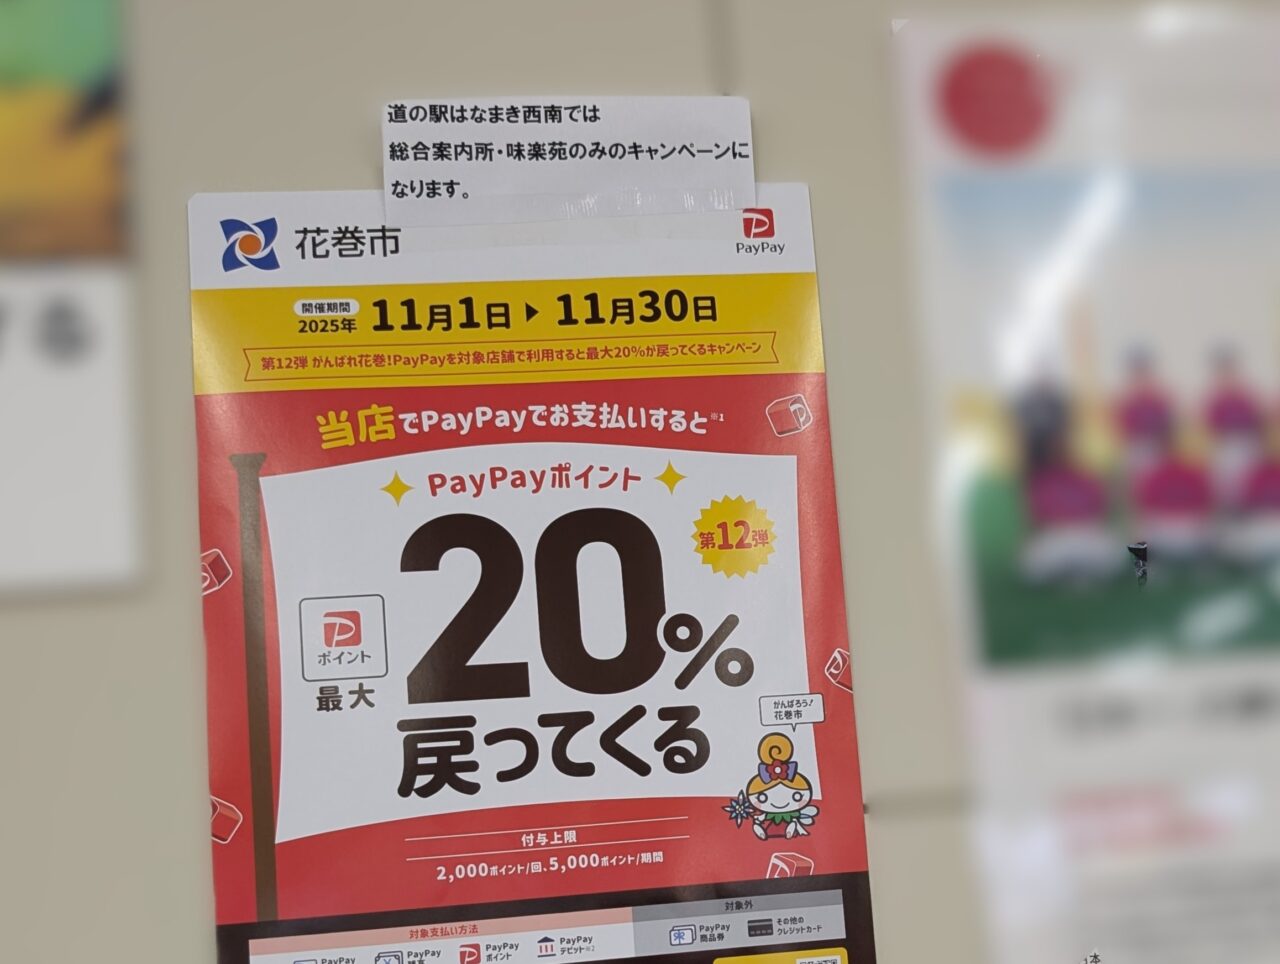 道の駅はなまき西南では
総合案内所・味楽苑のみのキャンペーンに
なります。
花巻市
PayPay
開催期間
2025年 11月1日 ▶ 11月30日
第12弾 がんばれ花巻!PayPayを対象店舗で利用すると最大20%が戻ってくるキャンペーン
当店でPayPayでお支払いすると※1
PayPayポイント
第12弾
20%
ポイント
最大
戻ってくる
がんばろう!
花巻市
付与上限
2,000ポイント/回、5,000ポイント/期間
対象支払い方法
対象外
PayPay
PayPay
PayPay
ポイント
PayPay
デビット※2
PayPay
商品券
その他の
クレジットカード